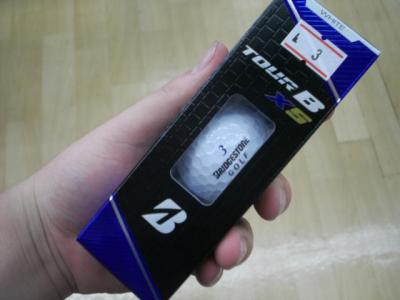 WHITE
3
TOUR B
XS
3
BRIDGESTONE
GOLF
B